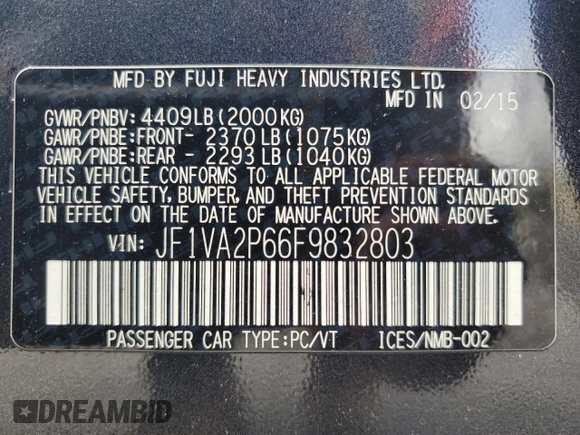 MFD BY FUJI HEAVY INDUSTRIES LTD.
MFD IN 02/15
GVWR/PNBV: 4409LB(2000KG)
GAWR/PNBE:FRONT- 2370LB(1075KG)
GAWR/PNBE:REAR - 2293LB(1040KG)
THIS VEHICLE CONFORMS TO ALL APPLICABLE FEDERAL MOTOR
VEHICLE SAFETY, BUMPER, AND THEFT PREVENTION STANDARDS
IN EFFECT ON THE DATE OF MANUFACTURE SHOWN ABOVE.
VIN: JF1VA2P66F9832803
PASSENGER CAR TYPE:PC/VT ICES/NMB-002
DREAMBID